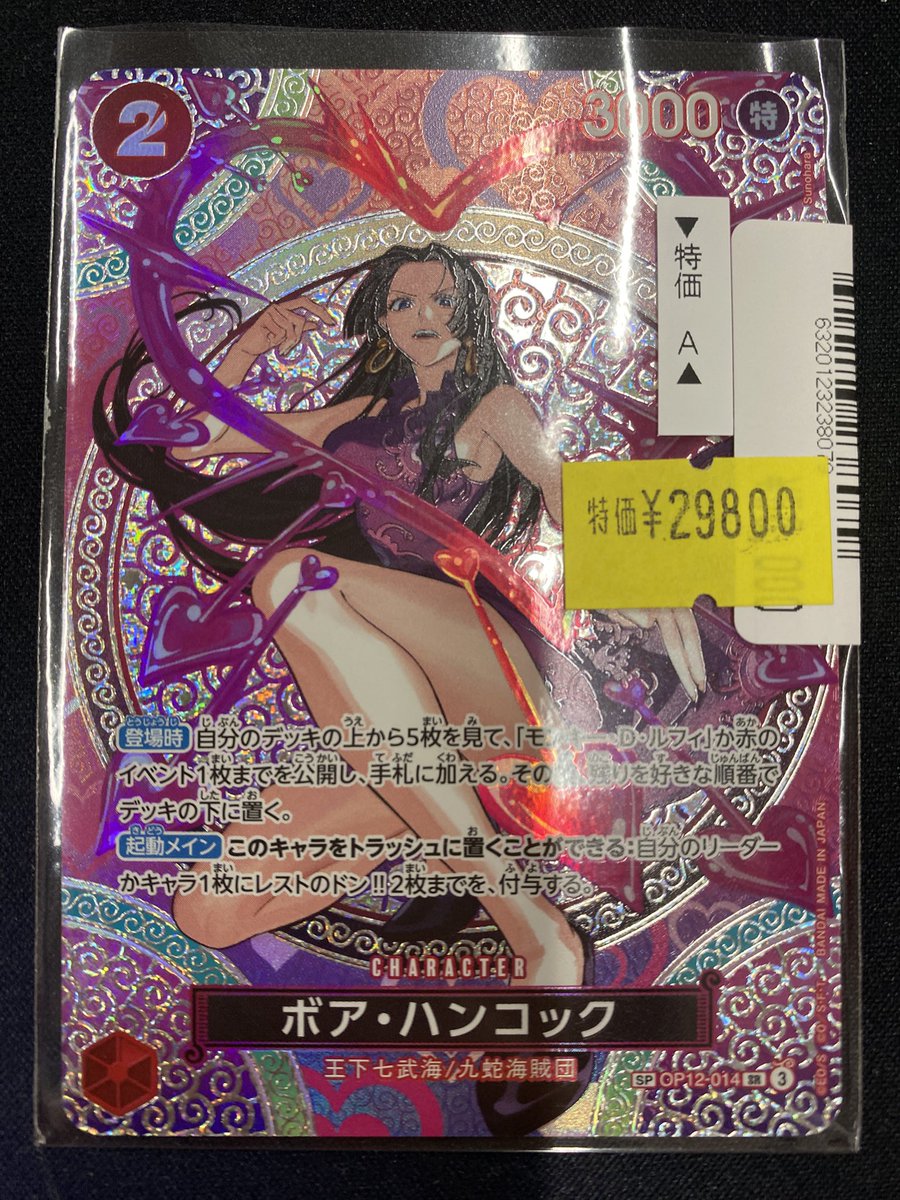 2
3000
特
Sunohara
▼特価 A▲
632012323807
特価¥29800
登場時 自分のデッキの上から5枚を見て、「モンキー・D・ルフィ」か赤の
イベント1枚までを公開し、手札に加える。その 残りを好きな順番で
デッキの下に置く。
起動メイン このキャラをトラッシュに置くことができる:自分のリーダー
かキャラ1枚にレストのドン!!2枚までを、付与する。
CHARACTER
ボア・ハンコック
王下七武海/九蛇海賊団
SP OP12-014 SR 3
BANDAI MADE IN JAPAN